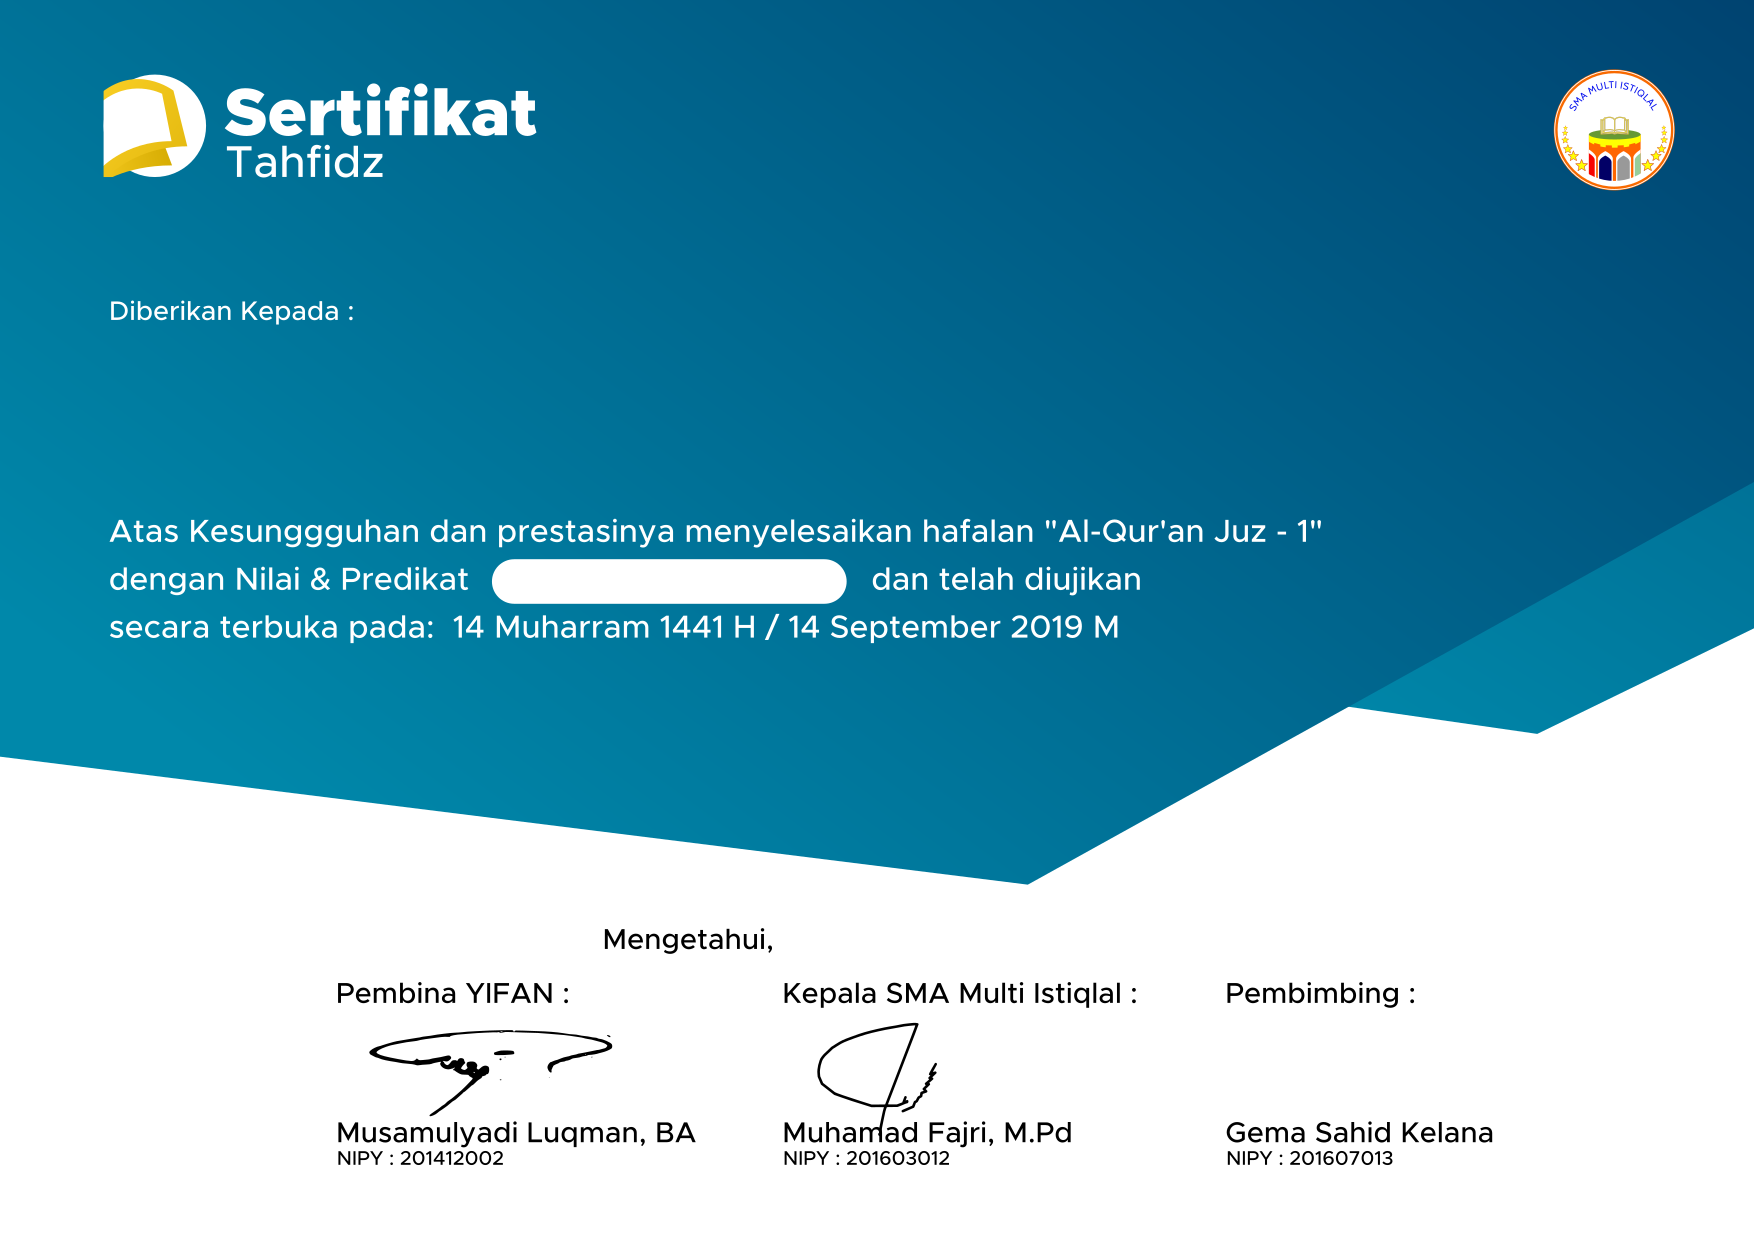 Sertifikat
Tahfidz
SMA MULTI ISTIQLAL
Diberikan Kepada :
Atas Kesunggguhan dan prestasinya menyelesaikan hafalan "Al-Qur'an Juz - 1"
dengan Nilai & Predikat dan telah diujikan
secara terbuka pada: 14 Muharram 1441 H / 14 September 2019 M
Mengetahui,
Pembina YIFAN :
Musamulyadi Luqman, BA
NIPY : 201412002
Kepala SMA Multi Istiqlal :
Muhamad Fajri, M.Pd
NIPY : 201603012
Pembimbing :
Gema Sahid Kelana
NIPY : 201607013